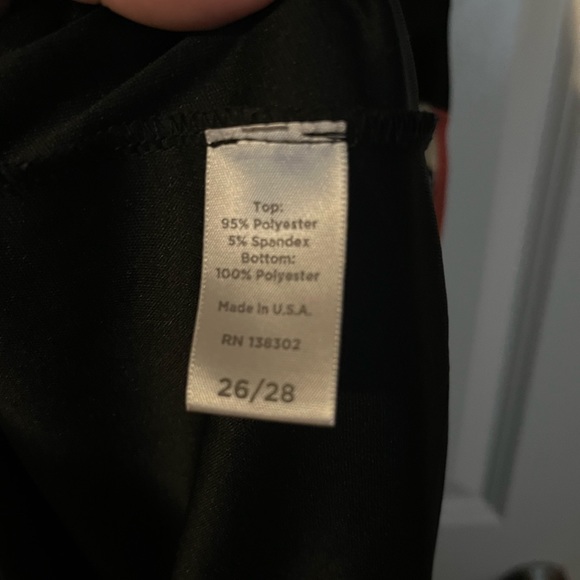 Top:
95% Polyester
5% Spandex
Bottom:
100% Polyester
Made in U.S.A.
RN 138302
26/28